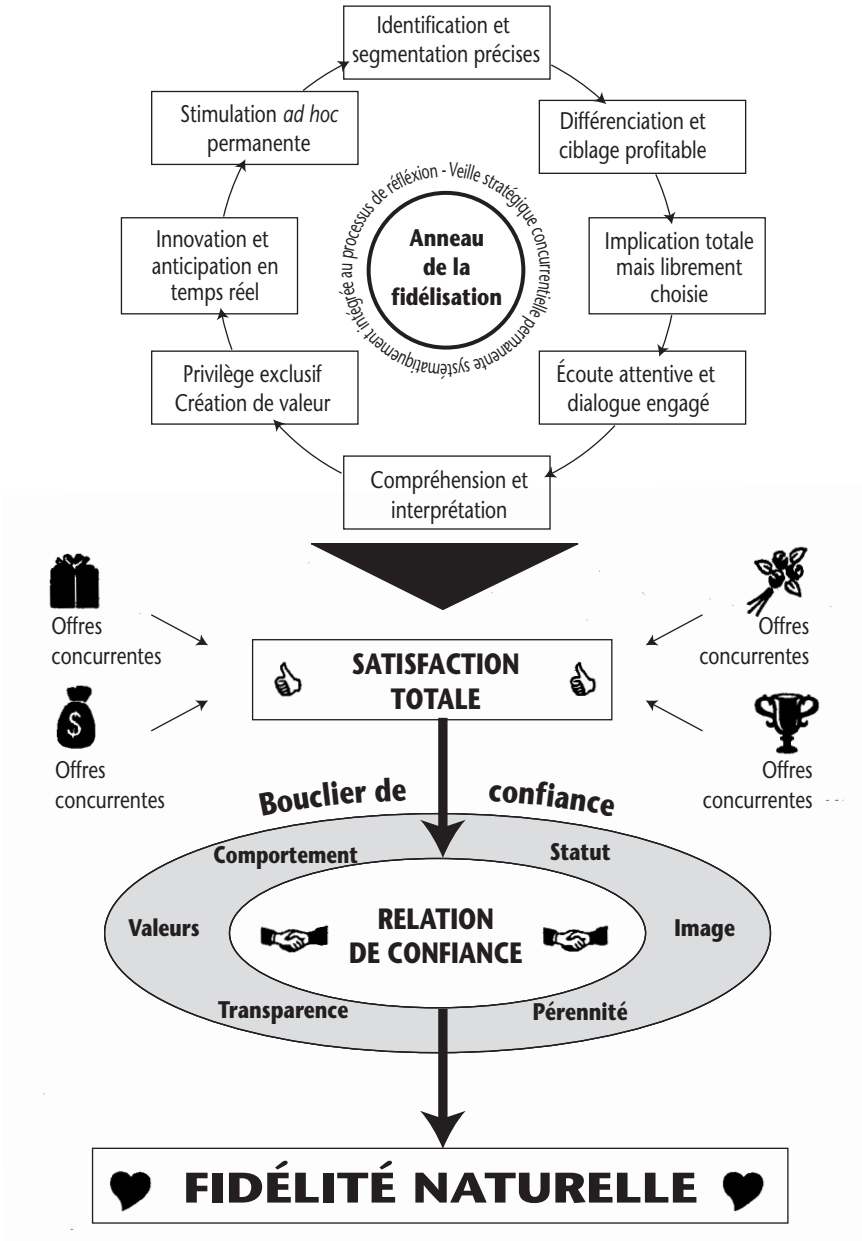 Identification et
segmentation précises
Stimulation ad hoc
permanente
Différenciation et
ciblage profitable
Innovation et
anticipation en
temps réel
Anneau
de la
fidélisation
Veille stratégique concurrentielle permanente systématiquement intégrée au processus de réfléxion -
Implication totale
mais librement
choisie
Privilège exclusif
Création de valeur
Écoute attentive et
dialogue engagé
Compréhension et
interprétation
Offres
concurrentes
Offres
concurrentes
SATISFACTION
TOTALE
$
Offres
concurrentes
Offres
concurrentes
Bouclier de confiance
Comportement
Statut
Valeurs
RELATION
DE CONFIANCE
Image
Transparence
Pérennité
FIDÉLITÉ NATURELLE